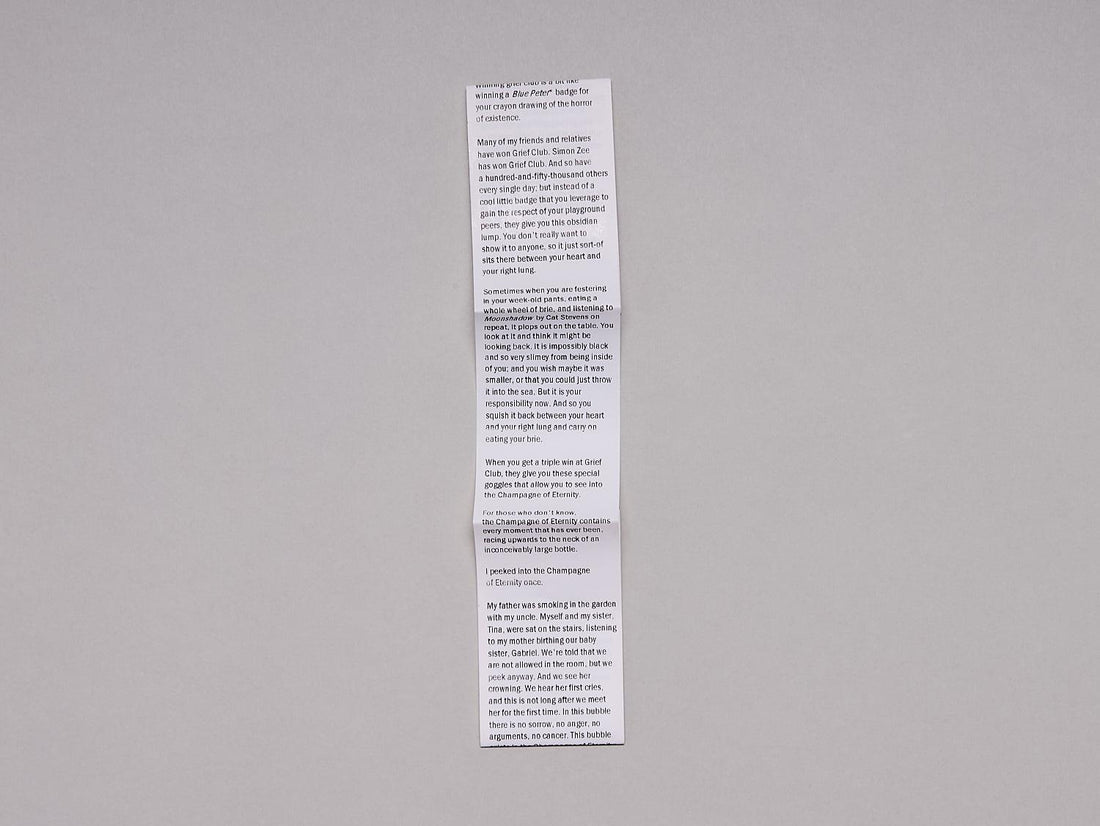 Winning grief club is a bit like
winning a Blue Peter* badge for
your crayon drawing of the horror
of existence.
Many of my friends and relatives
have won Grief Club. Simon Zee
has won Grief Club. And so have
a hundred-and-fifty-thousand others
every single day; but instead of a
cool little badge that you leverage to
gain the respect of your playground
peers, they give you this obsidian
lump. You don't really want to
show it to anyone, so it just sort-of
sits there between your heart and
your right lung.
Sometimes when you are festering
in your week-old pants, eating a
whole wheel of brie, and listening to
Moonshadow by Cat Stevens on
repeat, it plops out on the table. You
look at it and think it might be
looking back. It is impossibly black
and so very slimey from being inside
of you; and you wish maybe it was
smaller, or that you could just throw
it into the sea. But it is your
responsibility now. And so you
squish it back between your heart
and your right lung and carry on
eating your brie.
When you get a triple win at Grief
Club, they give you these special
goggles that allow you to see into
the Champagne of Eternity.
For those who don't know,
the Champagne of Eternity contains
every moment that has ever been,
racing upwards to the neck of an
inconceivably large bottle.
I peeked into the Champagne
of Eternity once.
My father was smoking in the garden
with my uncle. Myself and my sister,
Tina, were sat on the stairs, listening
to my mother birthing our baby
sister, Gabriel. We're told that we
are not allowed in the room, but we
peek anyway. And we see her
crowning. We hear her first cries,
and this is not long after we meet
her for the first time. In this bubble
there is no sorrow, no anger, no
arguments, no cancer. This bubble